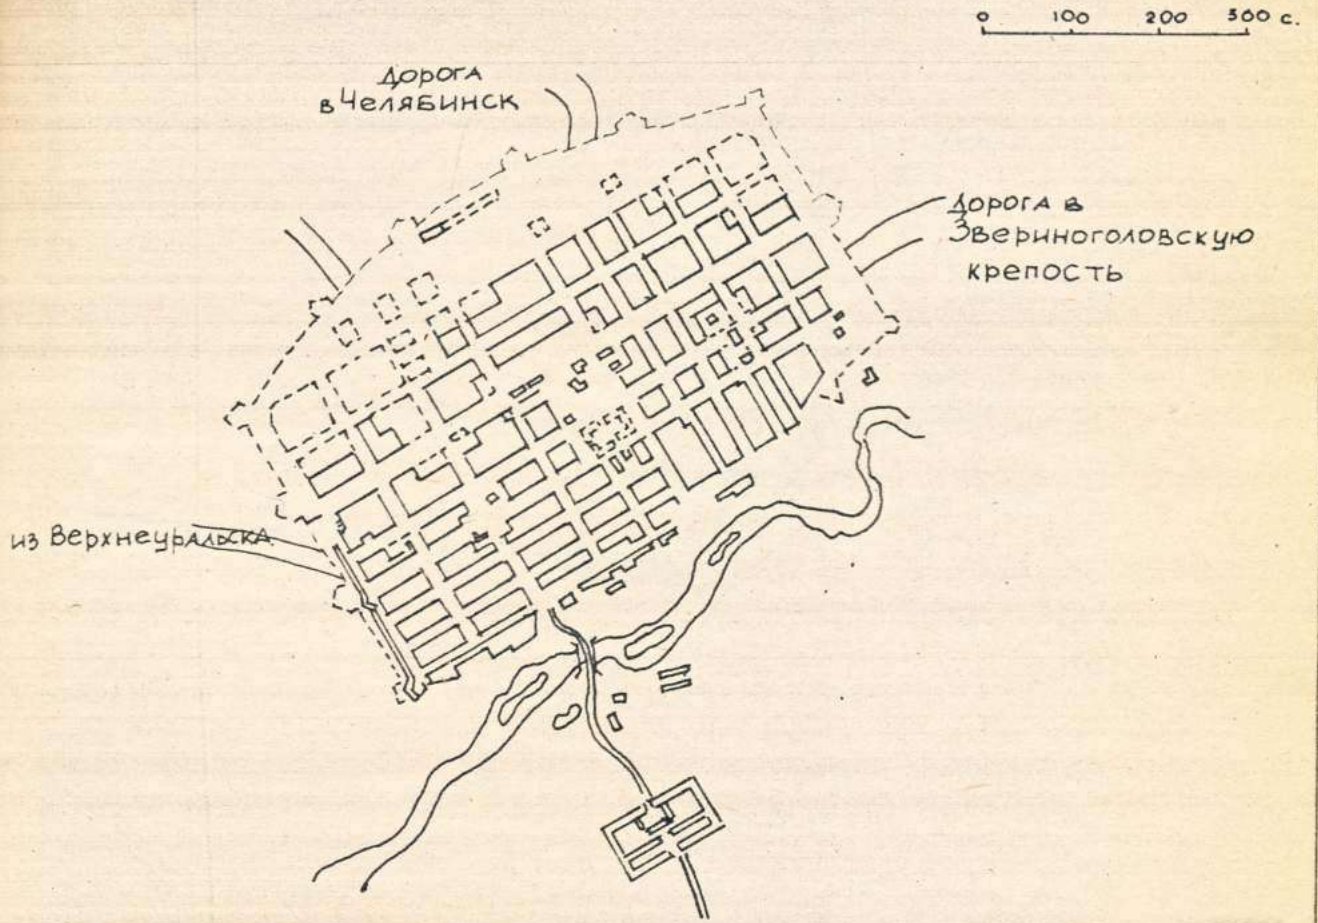 0 100 200 300 с.
Дорога
в Челябинск
Дорога в
Звериноголовскую
крепость
из Верхнеуральска